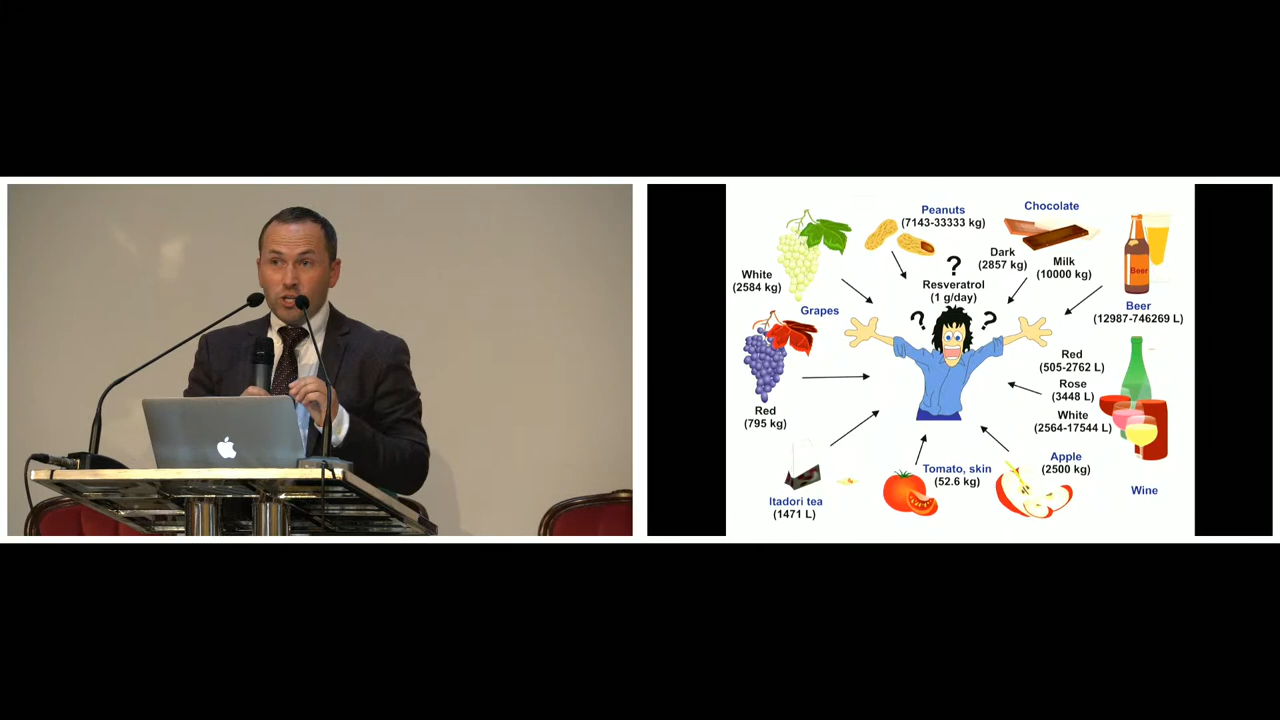 Peanuts
(7143-33333 kg)
Chocolate
Dark
(2857 kg)
Milk
(10000 kg)
White
(2584 kg)
Grapes
?
Resveratrol
(1 g/day)
?
?
Beer
Beer
(12987-746269 L)
Red
(505-2762 L)
Rose
(3448 L)
White
(2564-17544 L)
Red
(795 kg)
Apple
(2500 kg)
Tomato, skin
(52.6 kg)
Itadori tea
(1471 L)
Wine